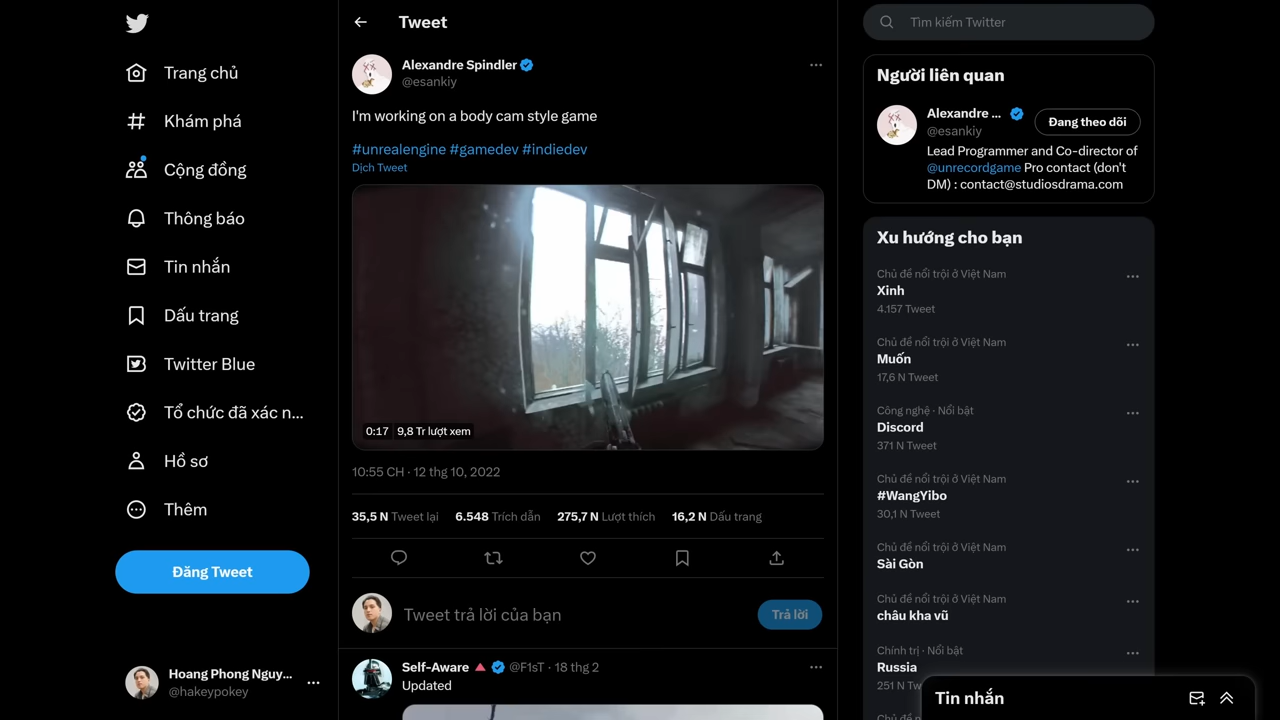 Trang chủ
Khám phá
Cộng đồng
Thông báo
Tin nhắn
Dấu trang
Twitter Blue
Tổ chức đã xác n...
Hồ sơ
Thêm
Đăng Tweet
Hoang Phong Nguy...
@hakeypokey
Tweet
Alexandre Spindler
@esankiy
I'm working on a body cam style game
#unrealengine #gamedev #indiedev
Dịch Tweet
0:17 9,8 Tr lượt xem
10:55 CH · 12 thg 10, 2022
35,5 N Tweet lại 6.548 Trích dẫn 275,7 N Lượt thích 16,2 N Dấu trang
Tweet trả lời của bạn
Trả lời
Self-Aware @F1sT · 18 thg 2
Updated
Tìm kiếm Twitter
Người liên quan
Alexandre ...
@esankiy
Đang theo dõi
Lead Programmer and Co-director of
@unrecordgame Pro contact (don't
DM) : contact@studiosdrama.com
Xu hướng cho bạn
Chủ đề nổi trội ở Việt Nam
Xinh
4.157 Tweet
Chủ đề nổi trội ở Việt Nam
Muốn
17,6 N Tweet
Công nghệ · Nổi bật
Discord
371 N Tweet
Chủ đề nổi trội ở Việt Nam
#WangYibo
30,1 N Tweet
Chủ đề nổi trội ở Việt Nam
Sài Gòn
Chủ đề nổi trội ở Việt Nam
châu kha vũ
Chính trị · Nổi bật
Russia
251 N Tw
Tin nhắn